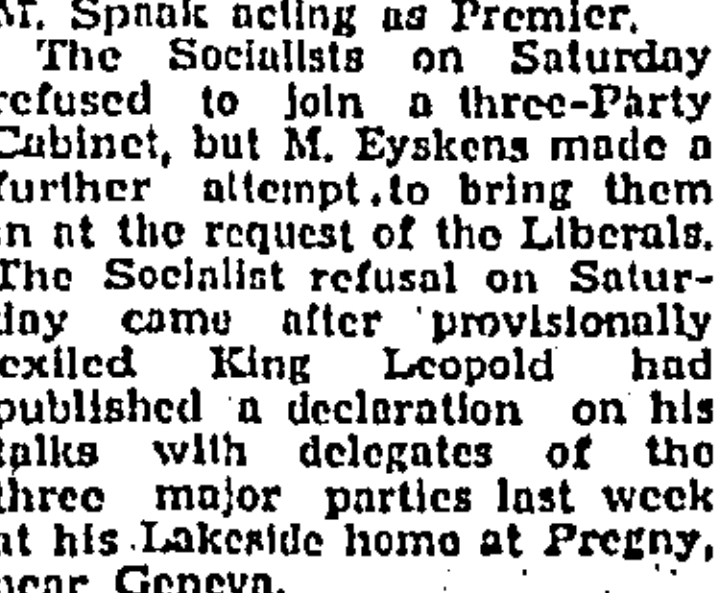 M. Spaak acting as Premier.
The Socialists on Saturday
refused to join a three-Party
Cabinet, but M. Eyskens made a
further attempt to bring them
in at the request of the Liberals.
The Socialist refusal on Satur-
day came after provisionally
exiled King Leopold had
published a declaration on his
talks with delegates of the
three major parties last week
at his Lakeside home at Pregny,
near Geneva.